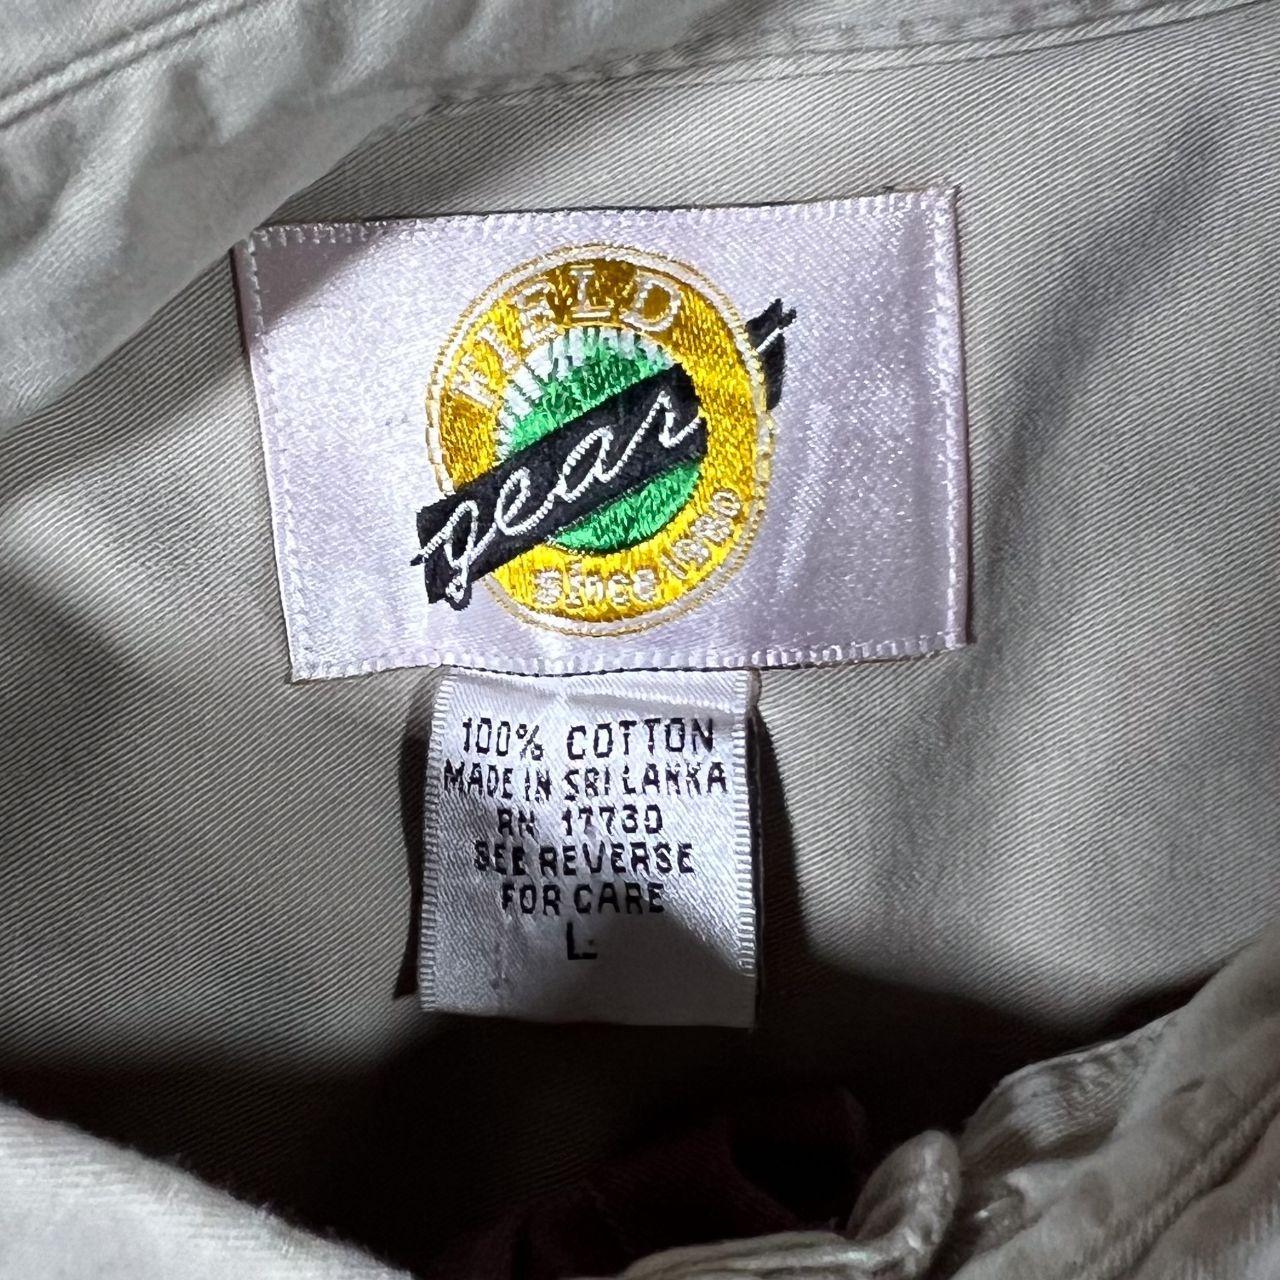 FIELD
gear
SINCE 1980
100% COTTON
MADE IN SRI LANKA
RN 17730
SEE REVERSE
FOR CARE
L